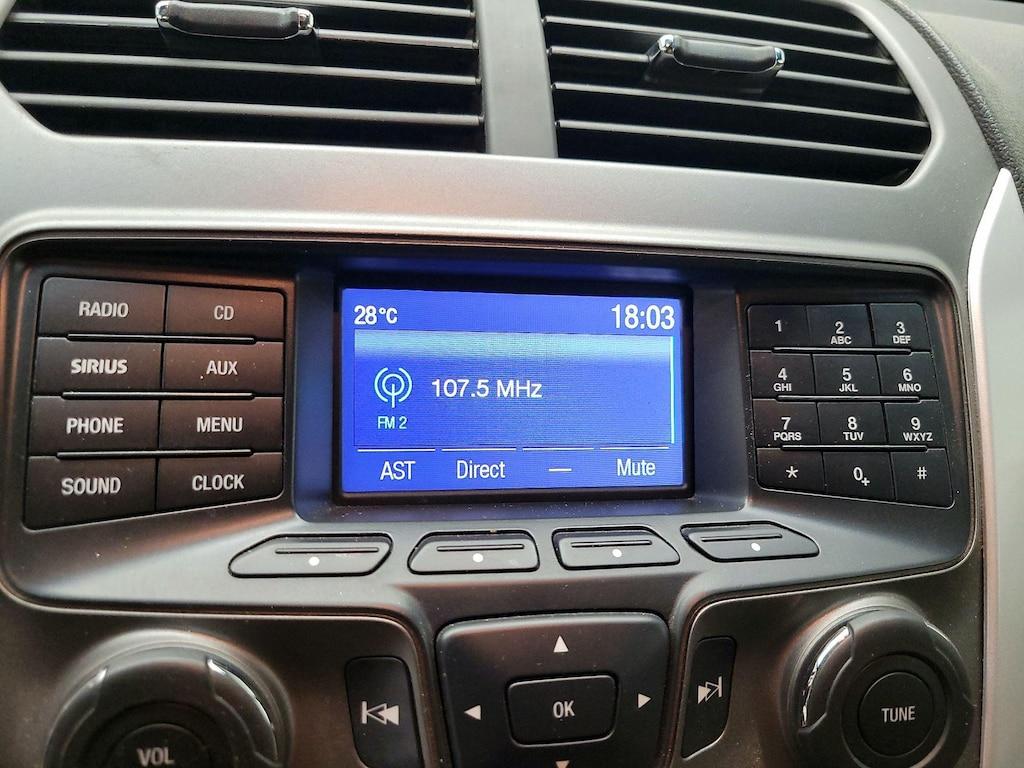 RADIO CD
SIRIUS AUX
PHONE MENU
SOUND CLOCK
28°C 18:03
107.5 MHz
FM 2
AST Direct — Mute
1 2 ABC 3 DEF
4 GHI 5 JKL 6 MNO
7 PQRS 8 TUV 9 WXYZ
* 0+ #
VOL
OK
TUNE